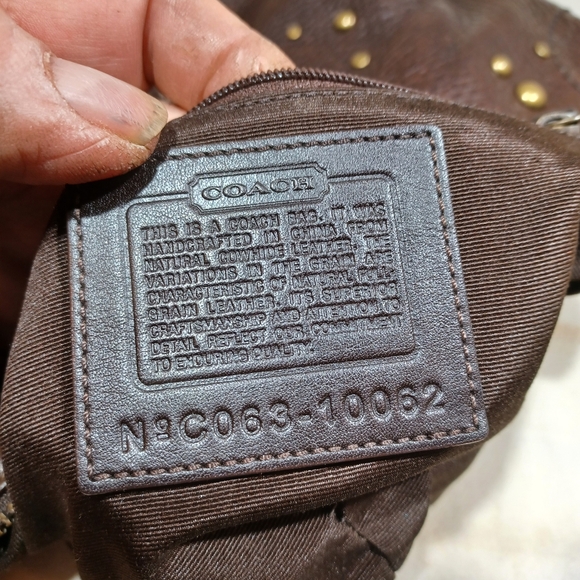 COACH
THIS IS A COACH BAG. IT WAS
HANDCRAFTED IN CHINA FROM
NATURAL COWHIDE LEATHER. THE
VARIATIONS IN THE GRAIN ARE
CHARACTERISTIC OF NATURAL FULL
GRAIN LEATHER. ITS SUPERIOR
CRAFTSMANSHIP AND ATTENTION TO
DETAIL REFLECT OUR COMMITMENT
TO ENDURING QUALITY.
Nº C063-10062